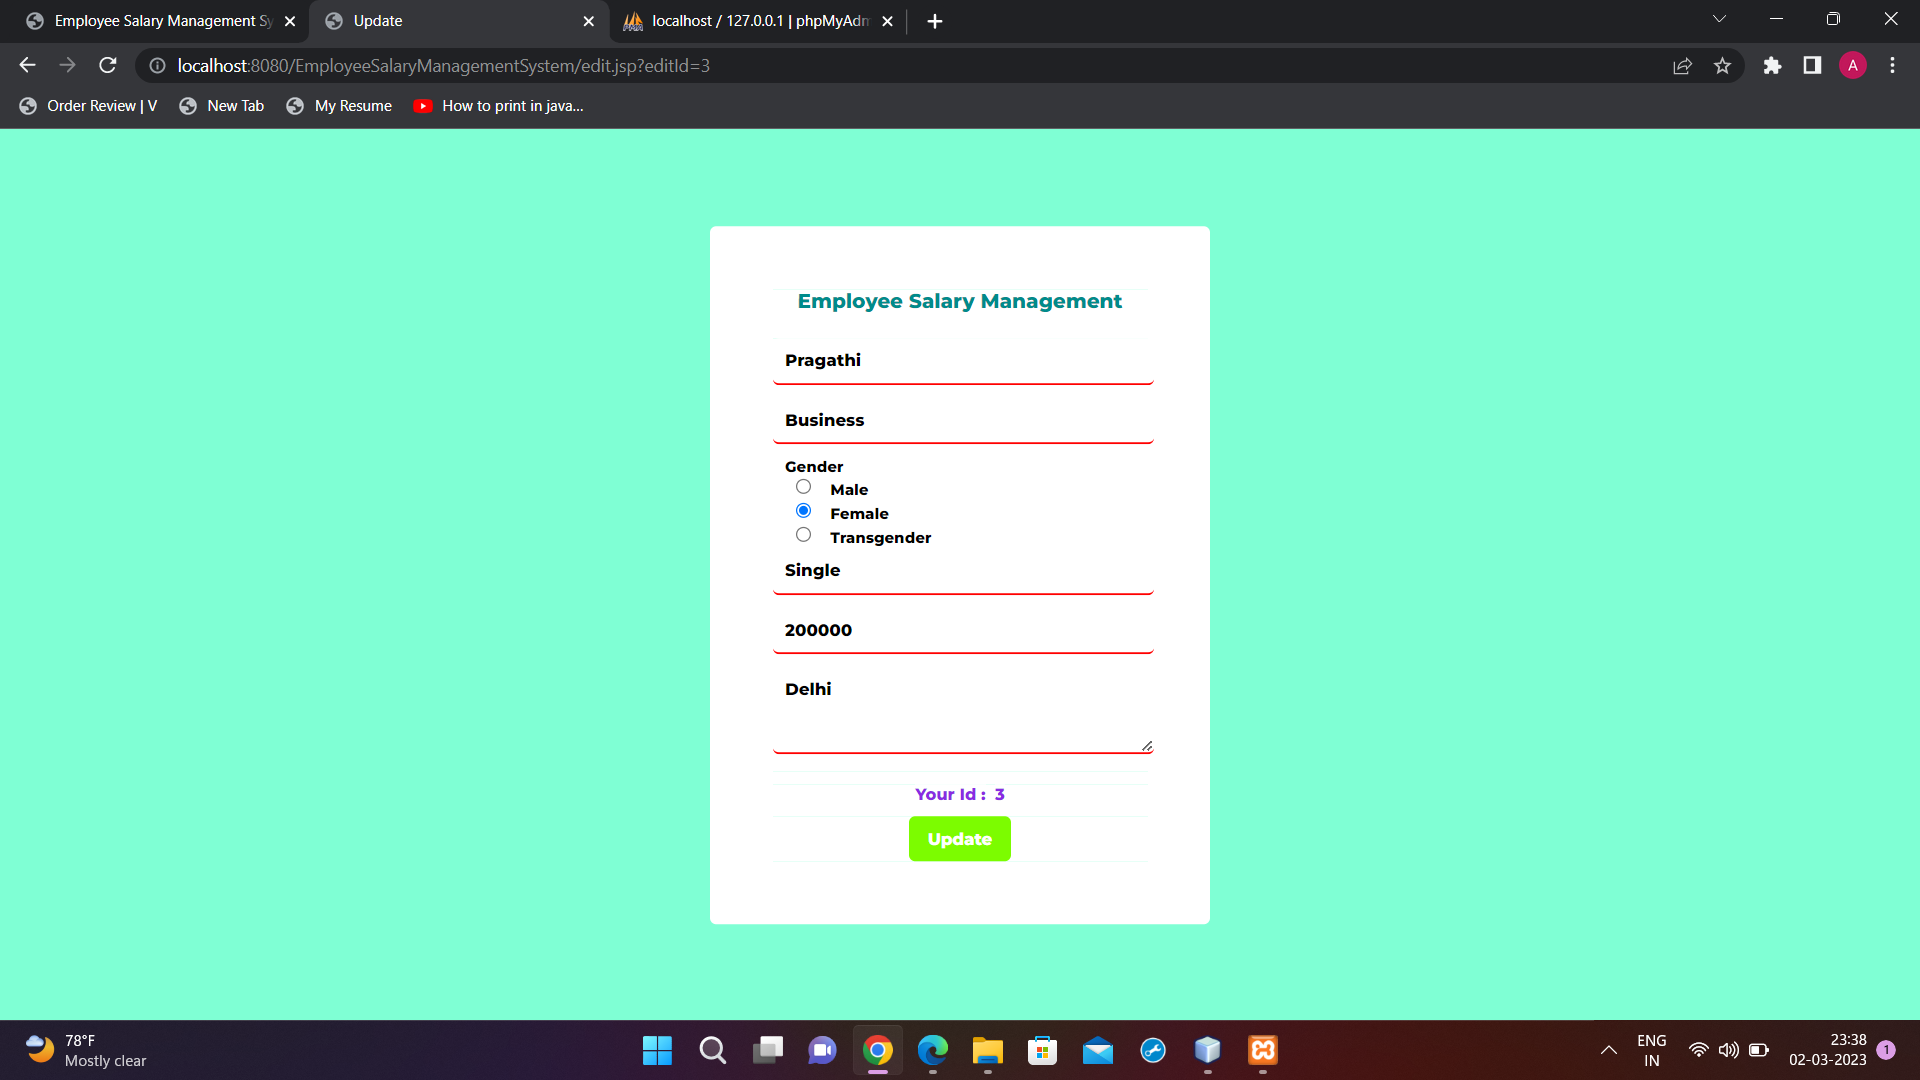 Employee Salary Management Sy
Update
localhost / 127.0.0.1 | phpMyAdm
localhost:8080/EmployeeSalaryManagementSystem/edit.jsp?editId=3
A
Order Review | V
New Tab
My Resume
How to print in java...
Employee Salary Management
Pragathi
Business
Gender
Male
Female
Transgender
Single
200000
Delhi
Your Id : 3
Update
78°F
Mostly clear
ENG
IN
23:38
02-03-2023
1